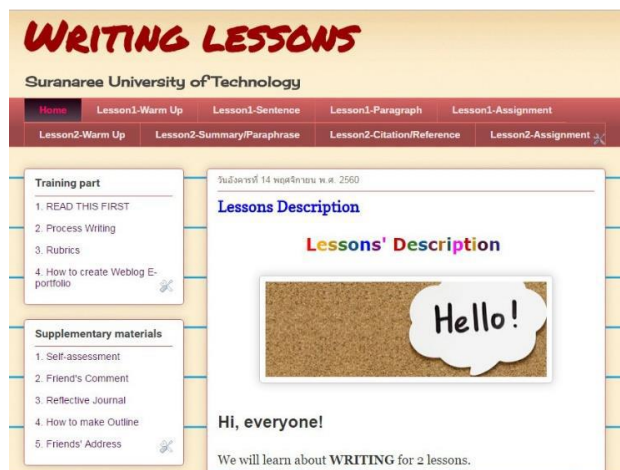 WRITING LESSONS
Suranaree University of Technology
Home Lesson1-Warm Up Lesson1-Sentence Lesson1-Paragraph Lesson1-Assignment
Lesson2-Warm Up Lesson2-Summary/Paraphrase Lesson2-Citation/Reference Lesson2-Assignment
Training part
1. READ THIS FIRST
2. Process Writing
3. Rubrics
4. How to create Weblog E-
portfolio
Supplementary materials
1. Self-assessment
2. Friend's Comment
3. Reflective Journal
4. How to make Outline
5. Friends' Address
วันอังคารที่ 14 พฤศจิกายน พ.ศ. 2560
Lessons Description
Lessons' Description
Hello!
Hi, everyone!
We will learn about WRITING for 2 lessons.